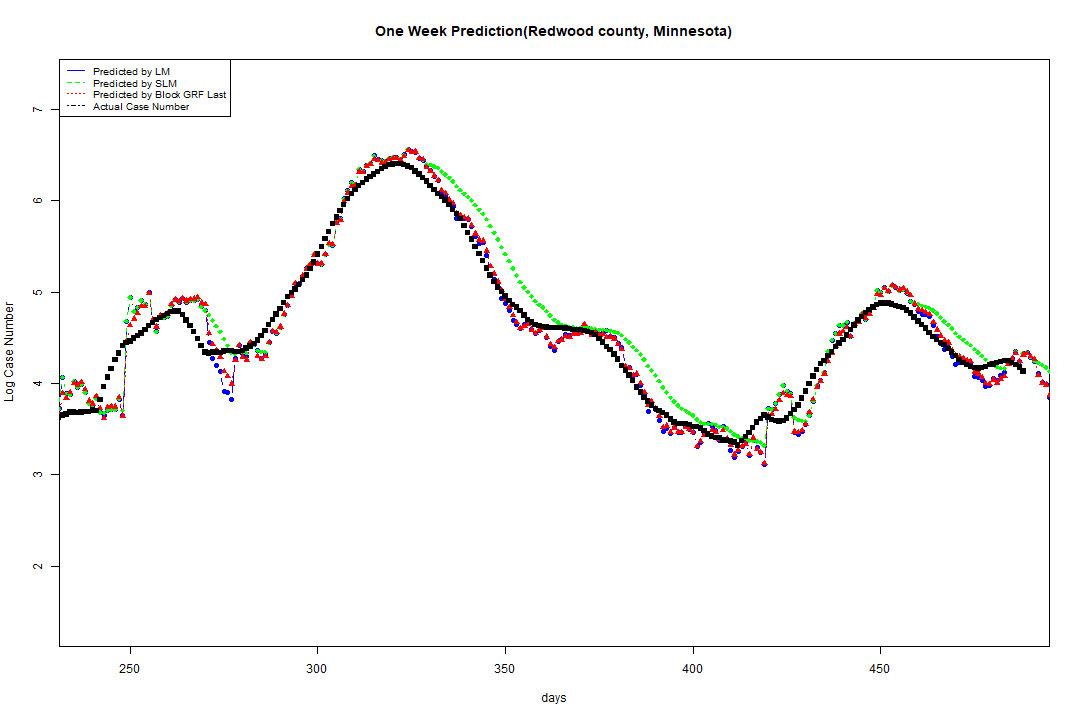 One Week Prediction(Redwood county, Minnesota)
Predicted by LM
Predicted by SLM
Predicted by Block GRF Last
Actual Case Number
7
6
5
4
3
2
Log Case Number
250 300 350 400 450
days